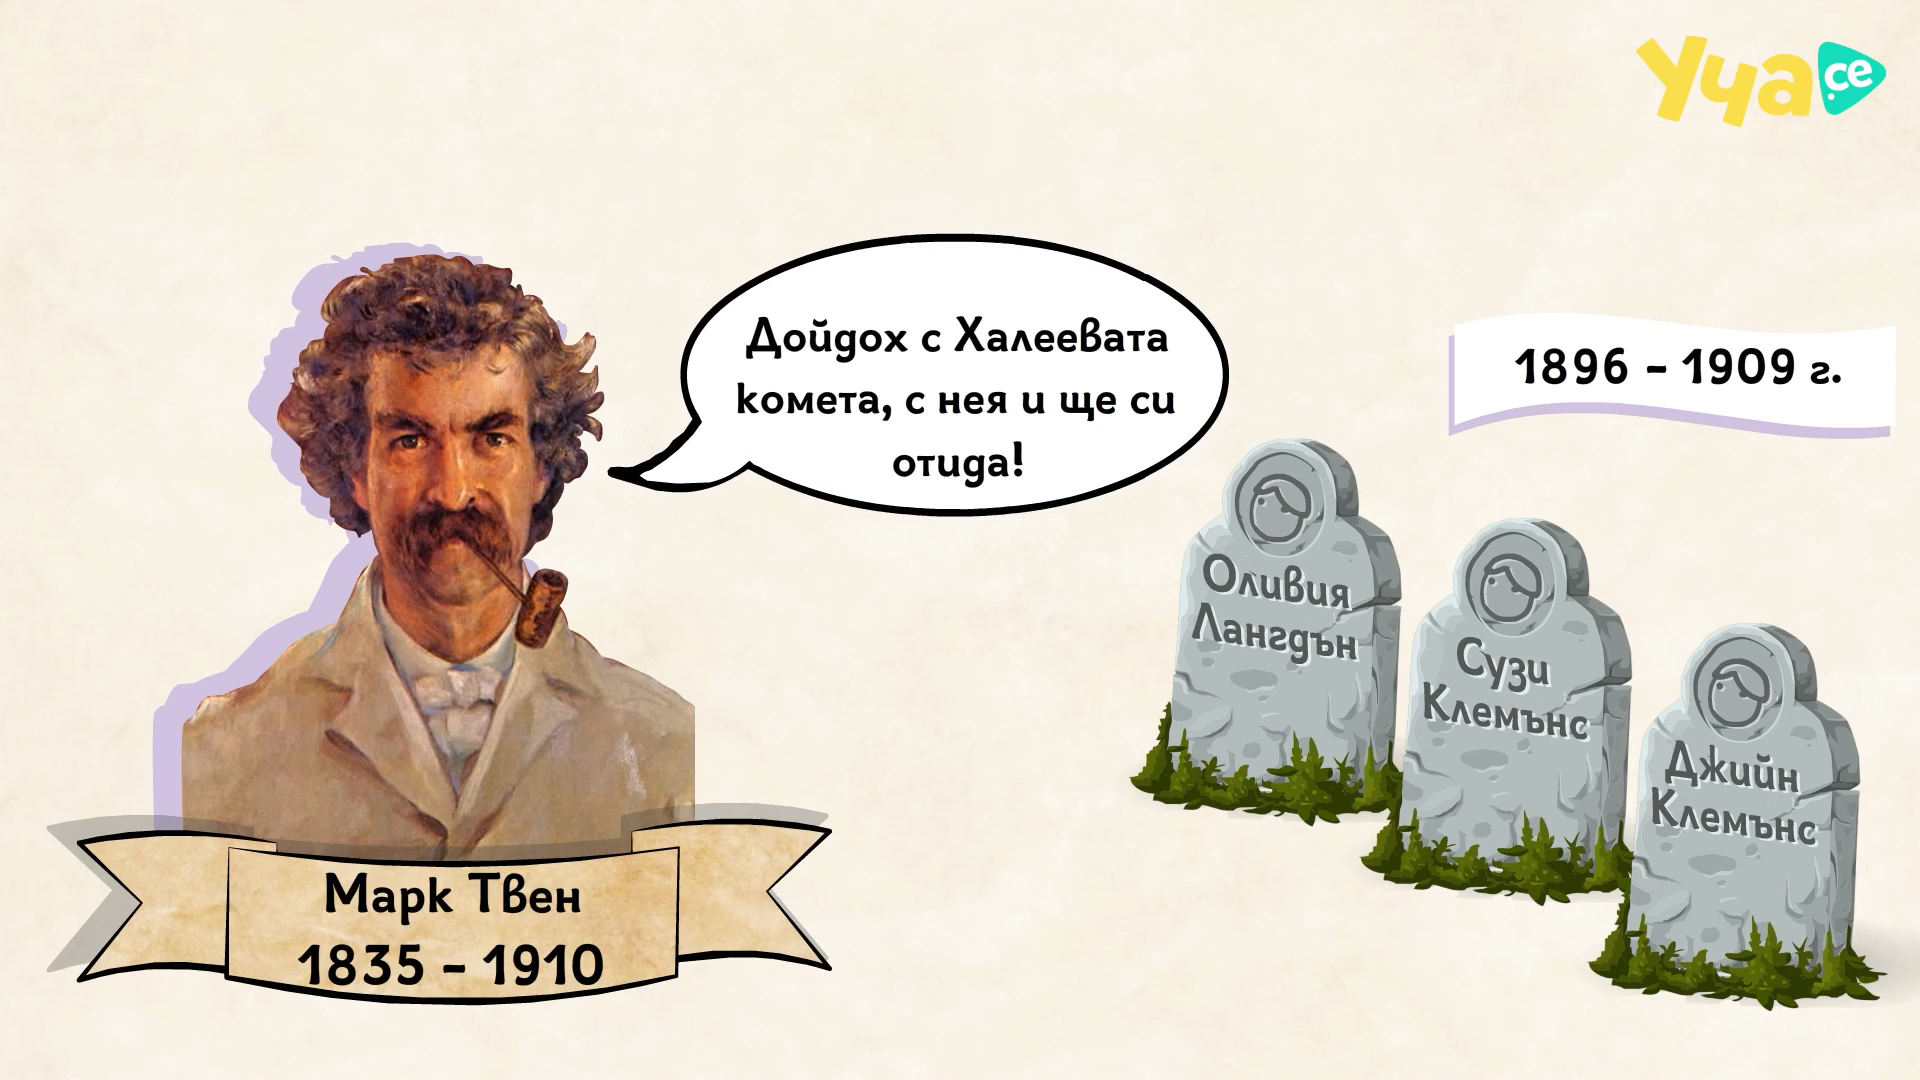 Уча.се
Дойдох с Халеевата
комета, с нея и ще си
отида!
1896 - 1909 г.
Оливия
Лангдън
Сузи
Клемънс
Джийн
Клемънс
Марк Твен
1835 - 1910